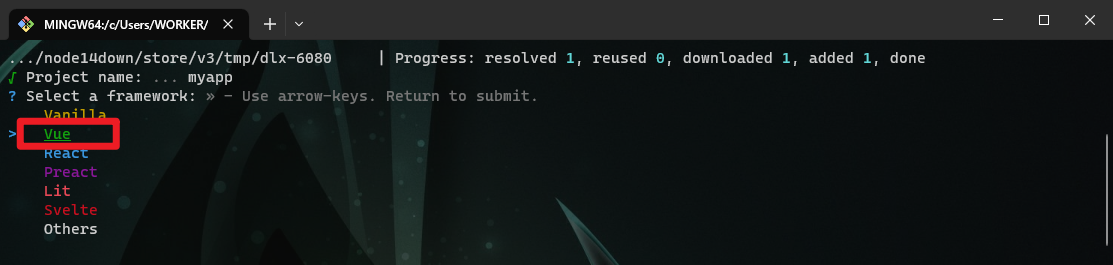 MINGW64:/c/Users/WORKER/
.../node14down/store/v3/tmp/dlx-6080 | Progress: resolved 1, reused 0, downloaded 1, added 1, done
√ Project name: ... myapp
? Select a framework: » - Use arrow-keys. Return to submit.
Vanilla
> Vue
React
Preact
Lit
Svelte
Others